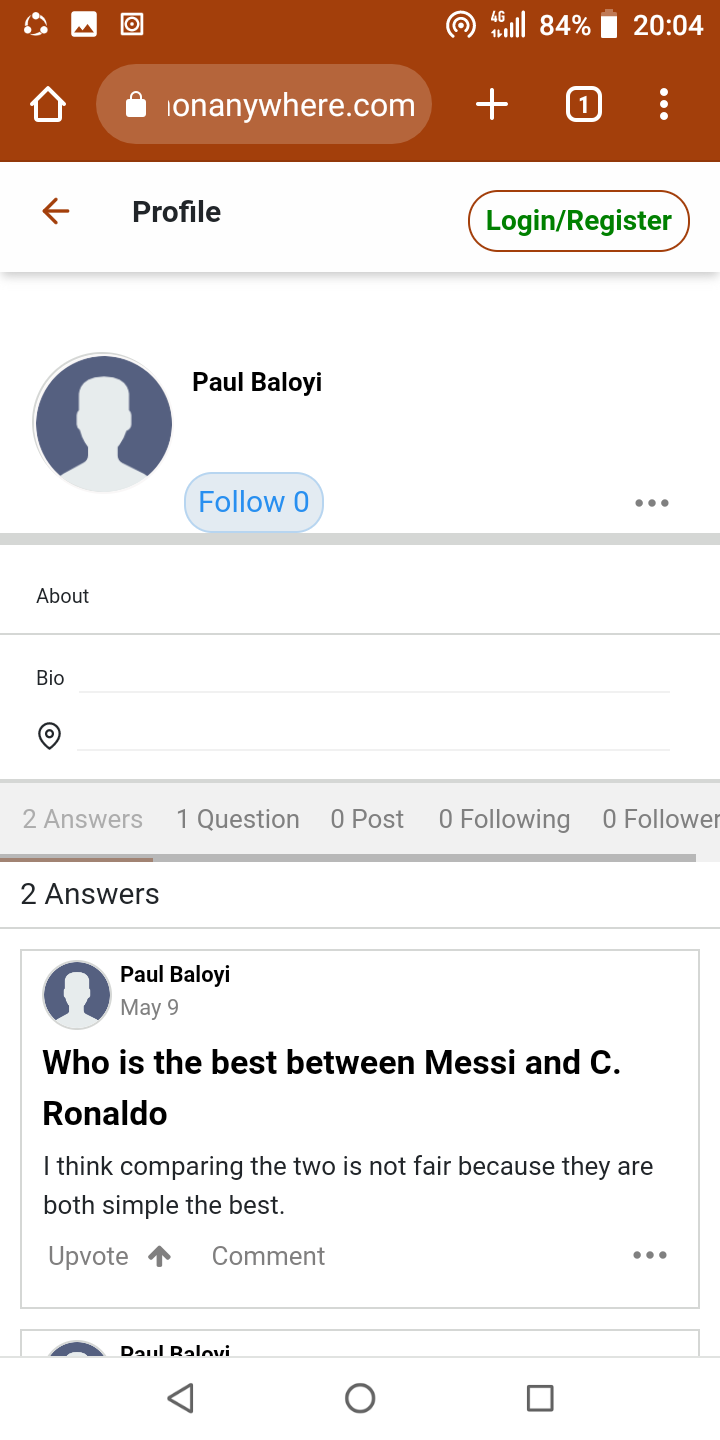 4G 84% 20:04
onanywhere.com 1
Profile
Login/Register
Paul Baloyi
Follow 0
About
Bio
2 Answers 1 Question 0 Post 0 Following 0 Follower
2 Answers
Paul Baloyi
May 9
Who is the best between Messi and C.
Ronaldo
I think comparing the two is not fair because they are
both simple the best.
Upvote Comment
Paul Baloyi